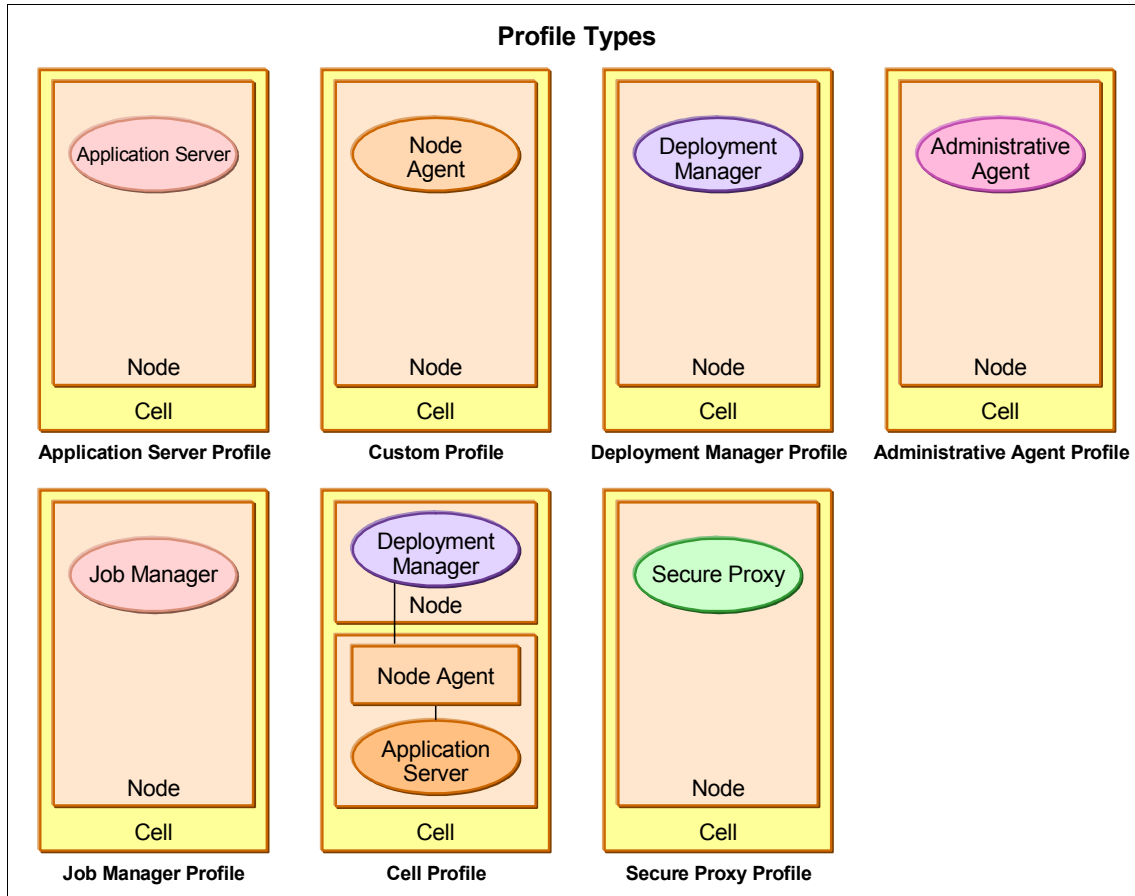 Profile Types
Application Server
Node
Cell
Application Server Profile
Node
Agent
Node
Cell
Custom Profile
Deployment
Manager
Node
Cell
Deployment Manager Profile
Administrative
Agent
Node
Cell
Administrative Agent Profile
Job Manager
Node
Cell
Job Manager Profile
Deployment
Manager
Node
Node Agent
Application
Server
Cell
Cell Profile
Secure Proxy
Node
Cell
Secure Proxy Profile